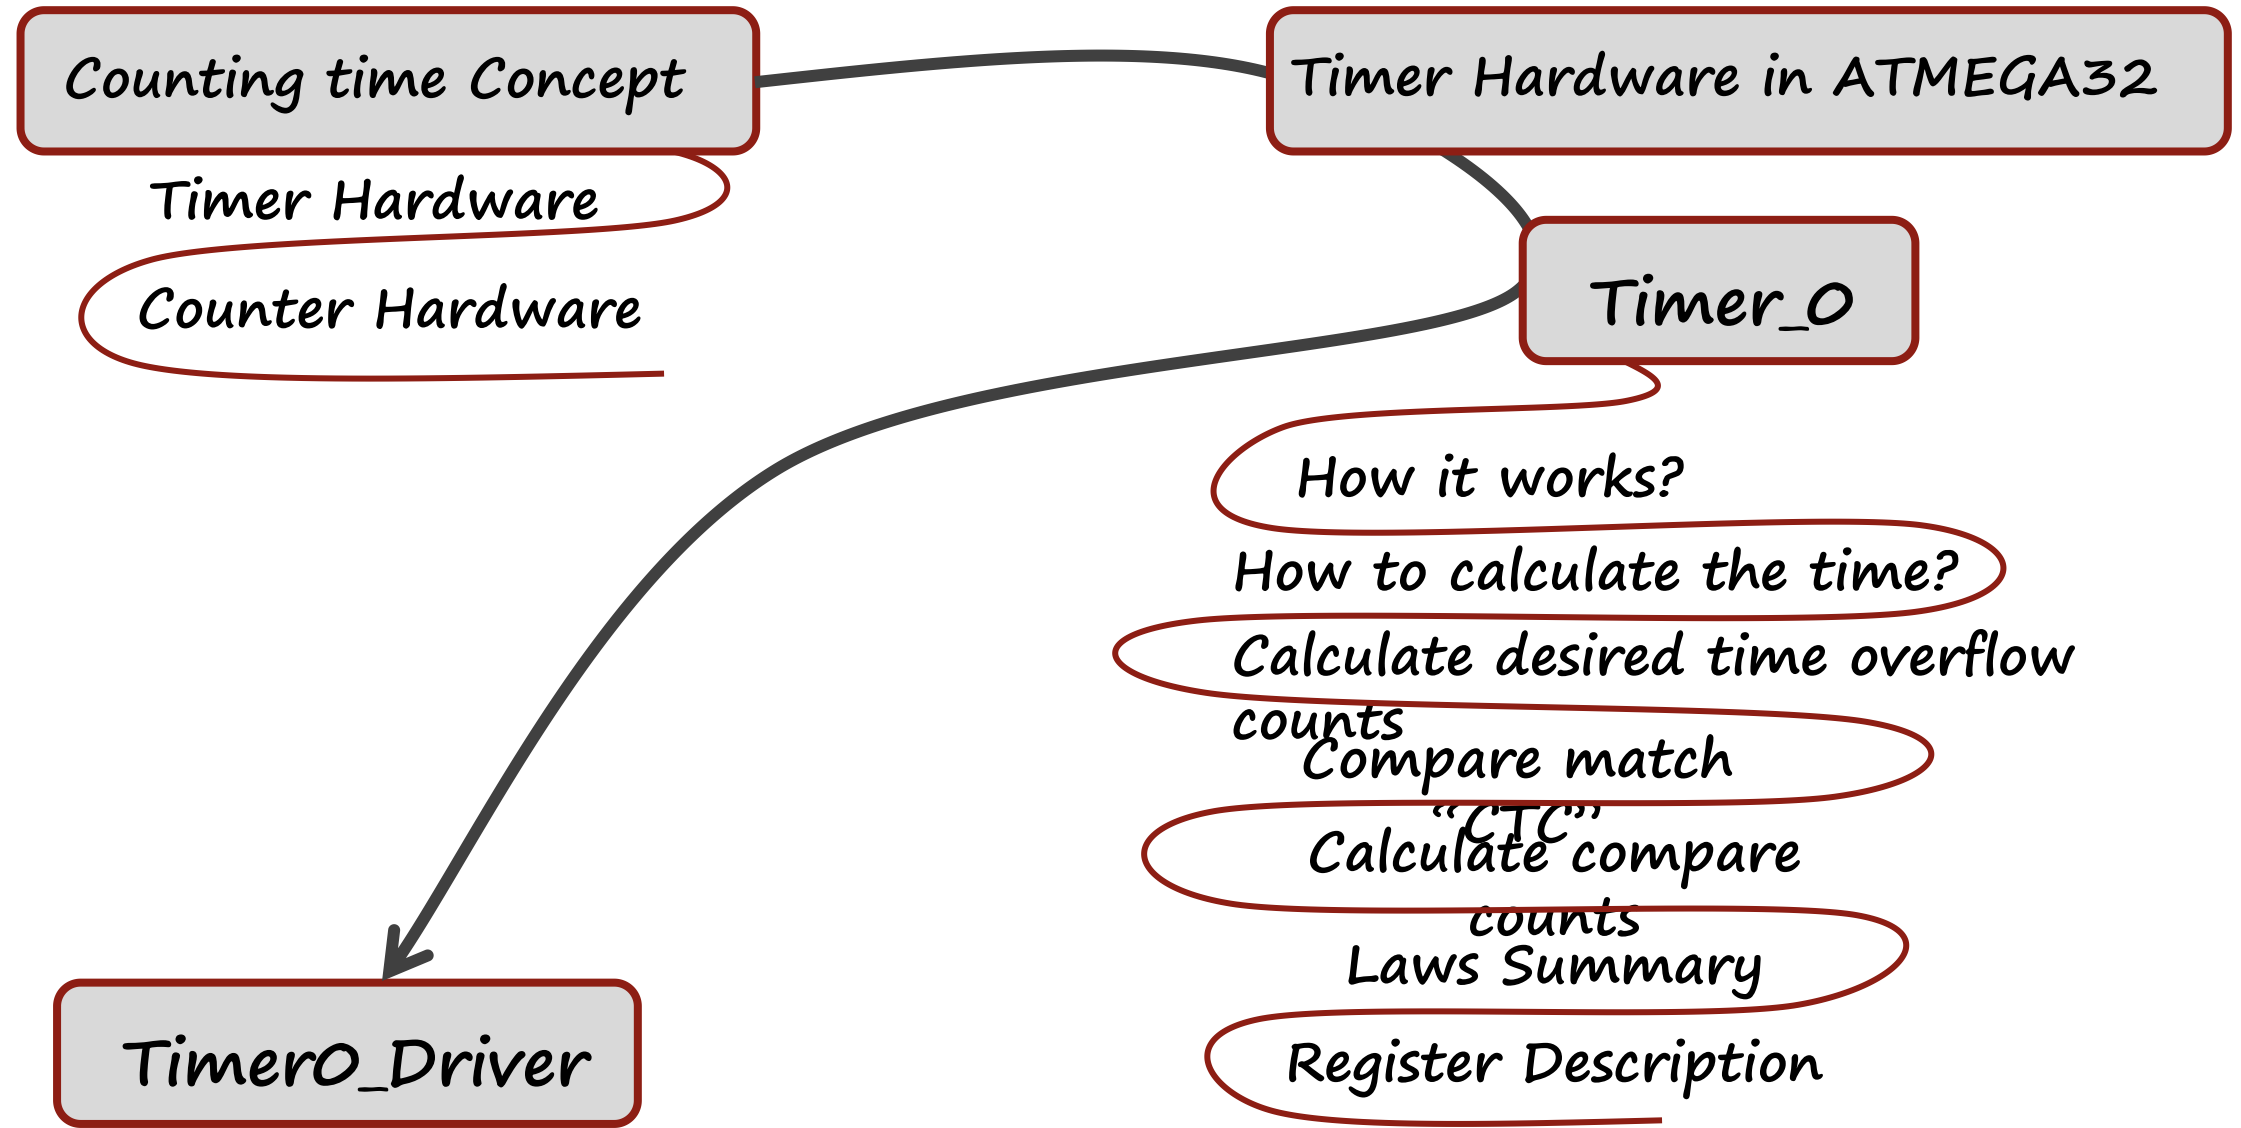 Counting time Concept
Timer Hardware
Counter Hardware
Timer Hardware in ATMEGA32
Timer_0
How it works?
How to calculate the time?
Calculate desired time overflow
counts
Compare match
“CTC”
Calculate compare
counts
Laws Summary
Register Description
Timer0_Driver